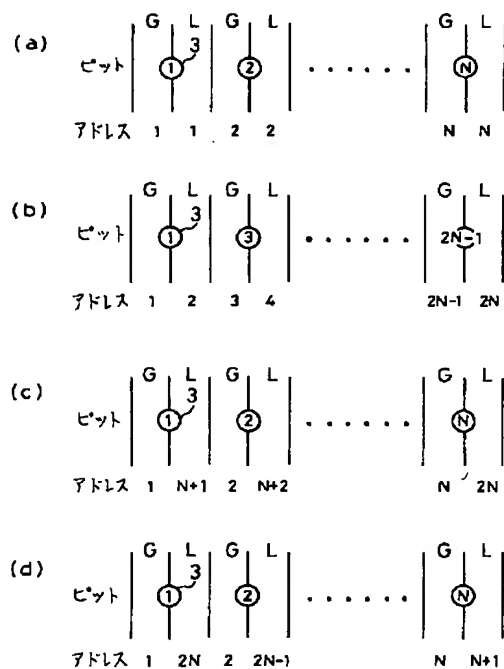 G L G L G L
(a)
3
ピット ① ② ...... Ⓝ
アドレス 1 1 2 2 N N
G L G L G L
(b)
3
ピット ① ③ ...... 2N-1
アドレス 1 2 3 4 2N-1 2N
G L G L G L
(c)
3
ピット ① ② ...... Ⓝ
アドレス 1 N+1 2 N+2 N 2N
G L G L G L
(d)
3
ピット ① ② ...... Ⓝ
アドレス 1 2N 2 2N-1 N N+1